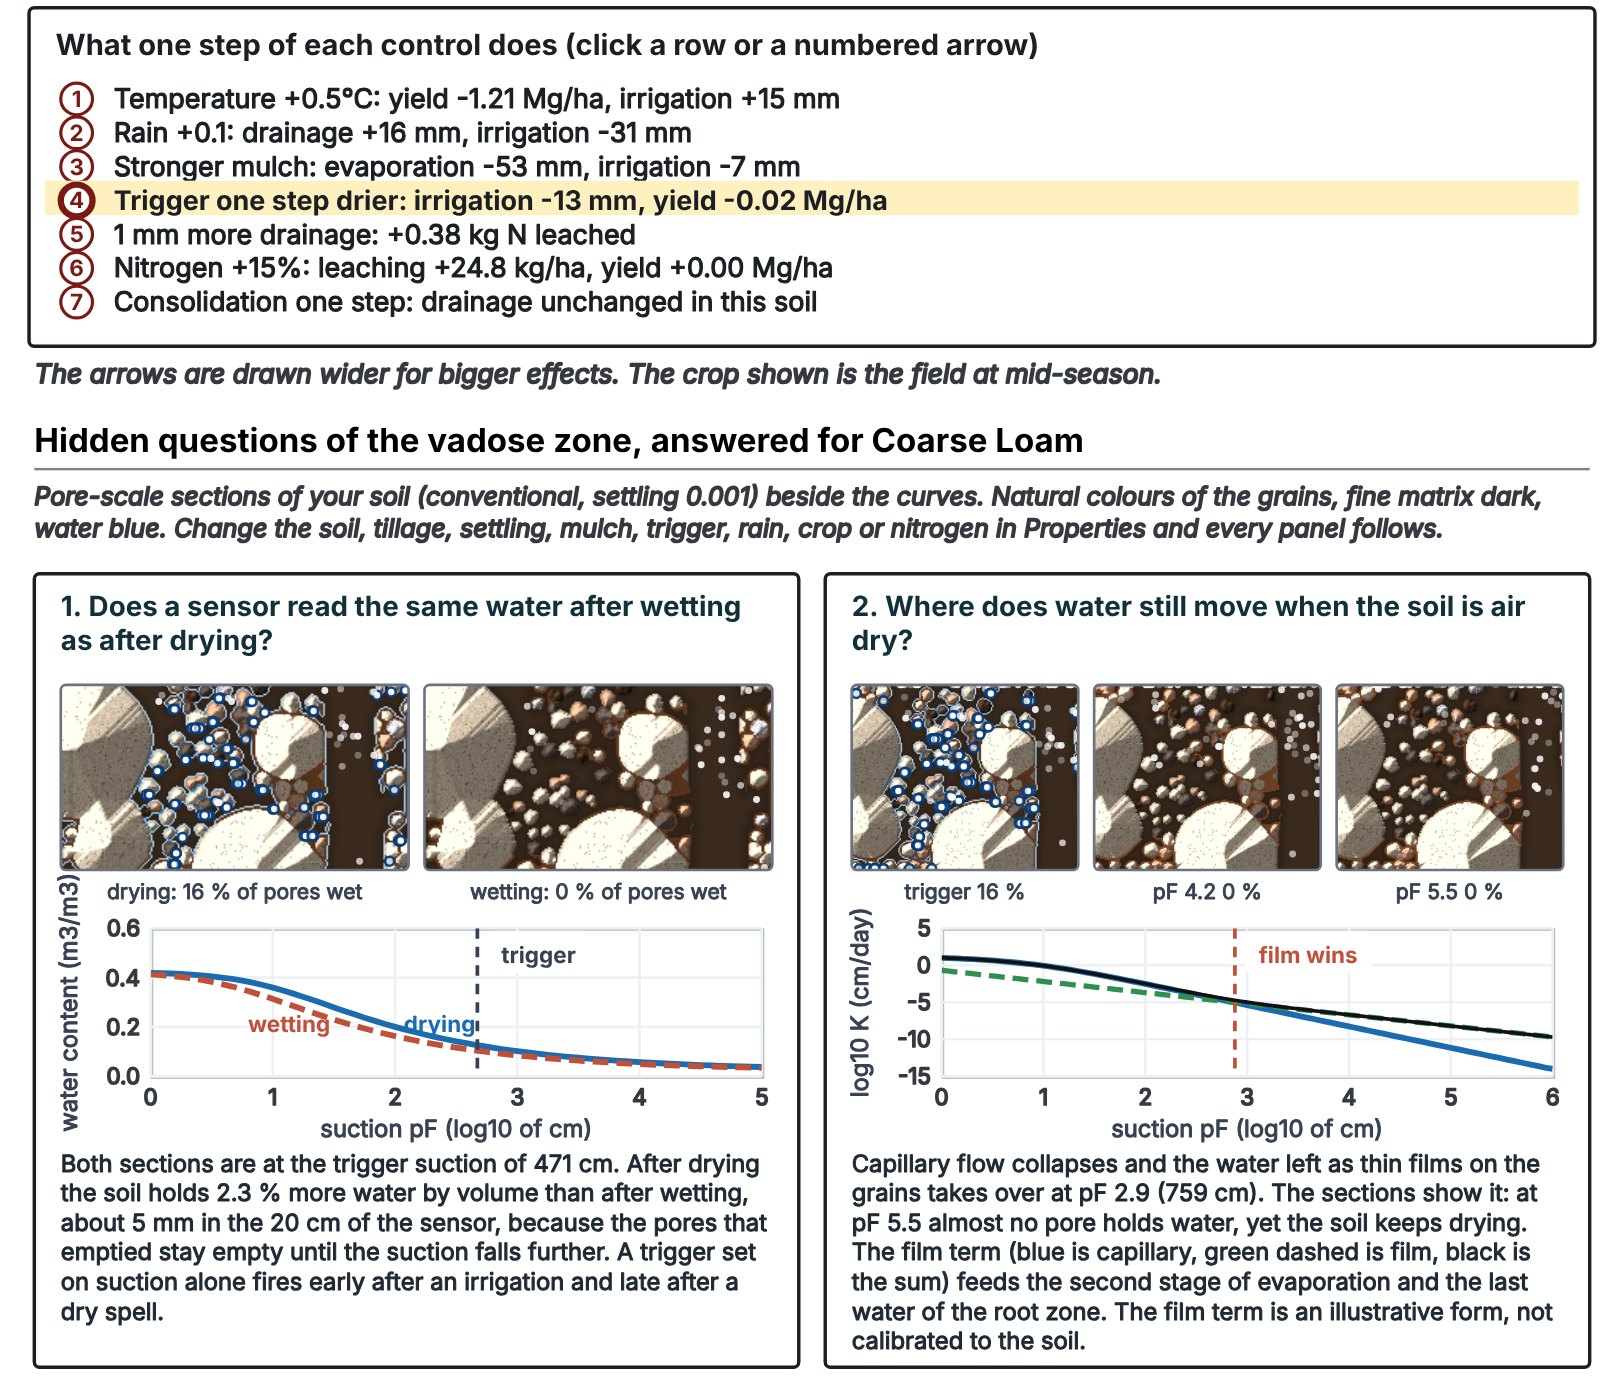 What one step of each control does (click a row or a numbered arrow)
1 Temperature +0.5°C: yield -1.21 Mg/ha, irrigation +15 mm
2 Rain +0.1: drainage +16 mm, irrigation -31 mm
3 Stronger mulch: evaporation -53 mm, irrigation -7 mm
4 Trigger one step drier: irrigation -13 mm, yield -0.02 Mg/ha
5 1 mm more drainage: +0.38 kg N leached
6 Nitrogen +15%: leaching +24.8 kg/ha, yield +0.00 Mg/ha
7 Consolidation one step: drainage unchanged in this soil
The arrows are drawn wider for bigger effects. The crop shown is the field at mid-season.
Hidden questions of the vadose zone, answered for Coarse Loam
Pore-scale sections of your soil (conventional, settling 0.001) beside the curves. Natural colours of the grains, fine matrix dark,
water blue. Change the soil, tillage, settling, mulch, trigger, rain, crop or nitrogen in Properties and every panel follows.
1. Does a sensor read the same water after wetting
as after drying?
drying: 16 % of pores wet
wetting: 0 % of pores wet
water content (m3/m3)
0.6
0.4
0.2
0.0
trigger
wetting
drying
0 1 2 3 4 5
suction pF (log10 of cm)
Both sections are at the trigger suction of 471 cm. After drying
the soil holds 2.3 % more water by volume than after wetting,
about 5 mm in the 20 cm of the sensor, because the pores that
emptied stay empty until the suction falls further. A trigger set
on suction alone fires early after an irrigation and late after a
dry spell.
2. Where does water still move when the soil is air
dry?
trigger 16 %
pF 4.2 0 %
pF 5.5 0 %
log10 K (cm/day)
5
0
-5
-10
-15
film wins
0 1 2 3 4 5 6
suction pF (log10 of cm)
Capillary flow collapses and the water left as thin films on the
grains takes over at pF 2.9 (759 cm). The sections show it: at
pF 5.5 almost no pore holds water, yet the soil keeps drying.
The film term (blue is capillary, green dashed is film, black is
the sum) feeds the second stage of evaporation and the last
water of the root zone. The film term is an illustrative form, not
calibrated to the soil.